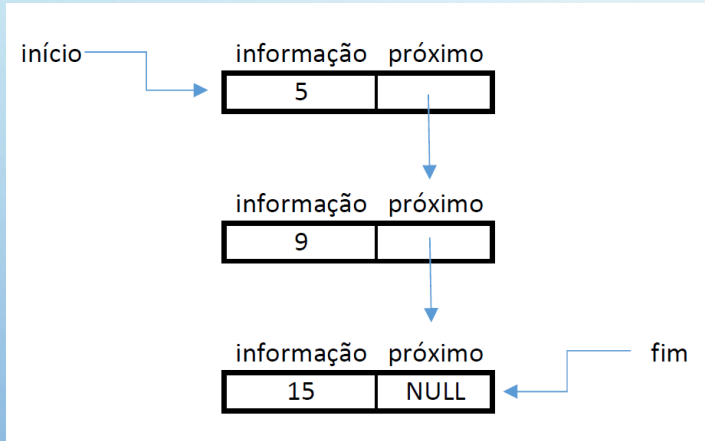 início
informação próximo
5
informação próximo
9
informação próximo
fim
15 NULL